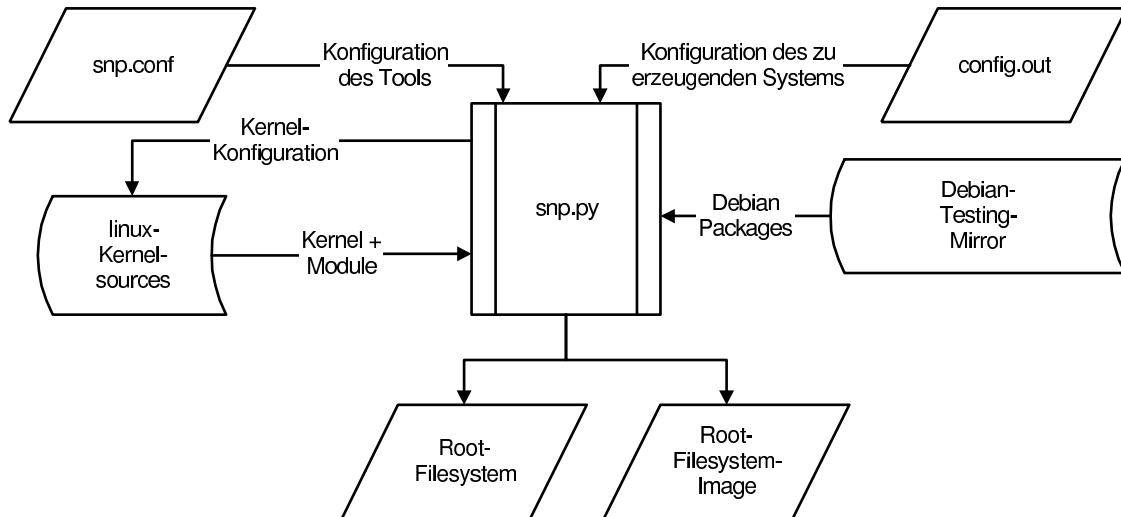 snp.conf
Konfiguration
des Tools
Konfiguration des zu
erzeugenden Systems
config.out
Kernel-
Konfiguration
snp.py
Debian
Packages
Debian-
Testing-
Mirror
linux-
Kernel-
sources
Kernel +
Module
Root-
Filesystem
Root-
Filesystem-
Image